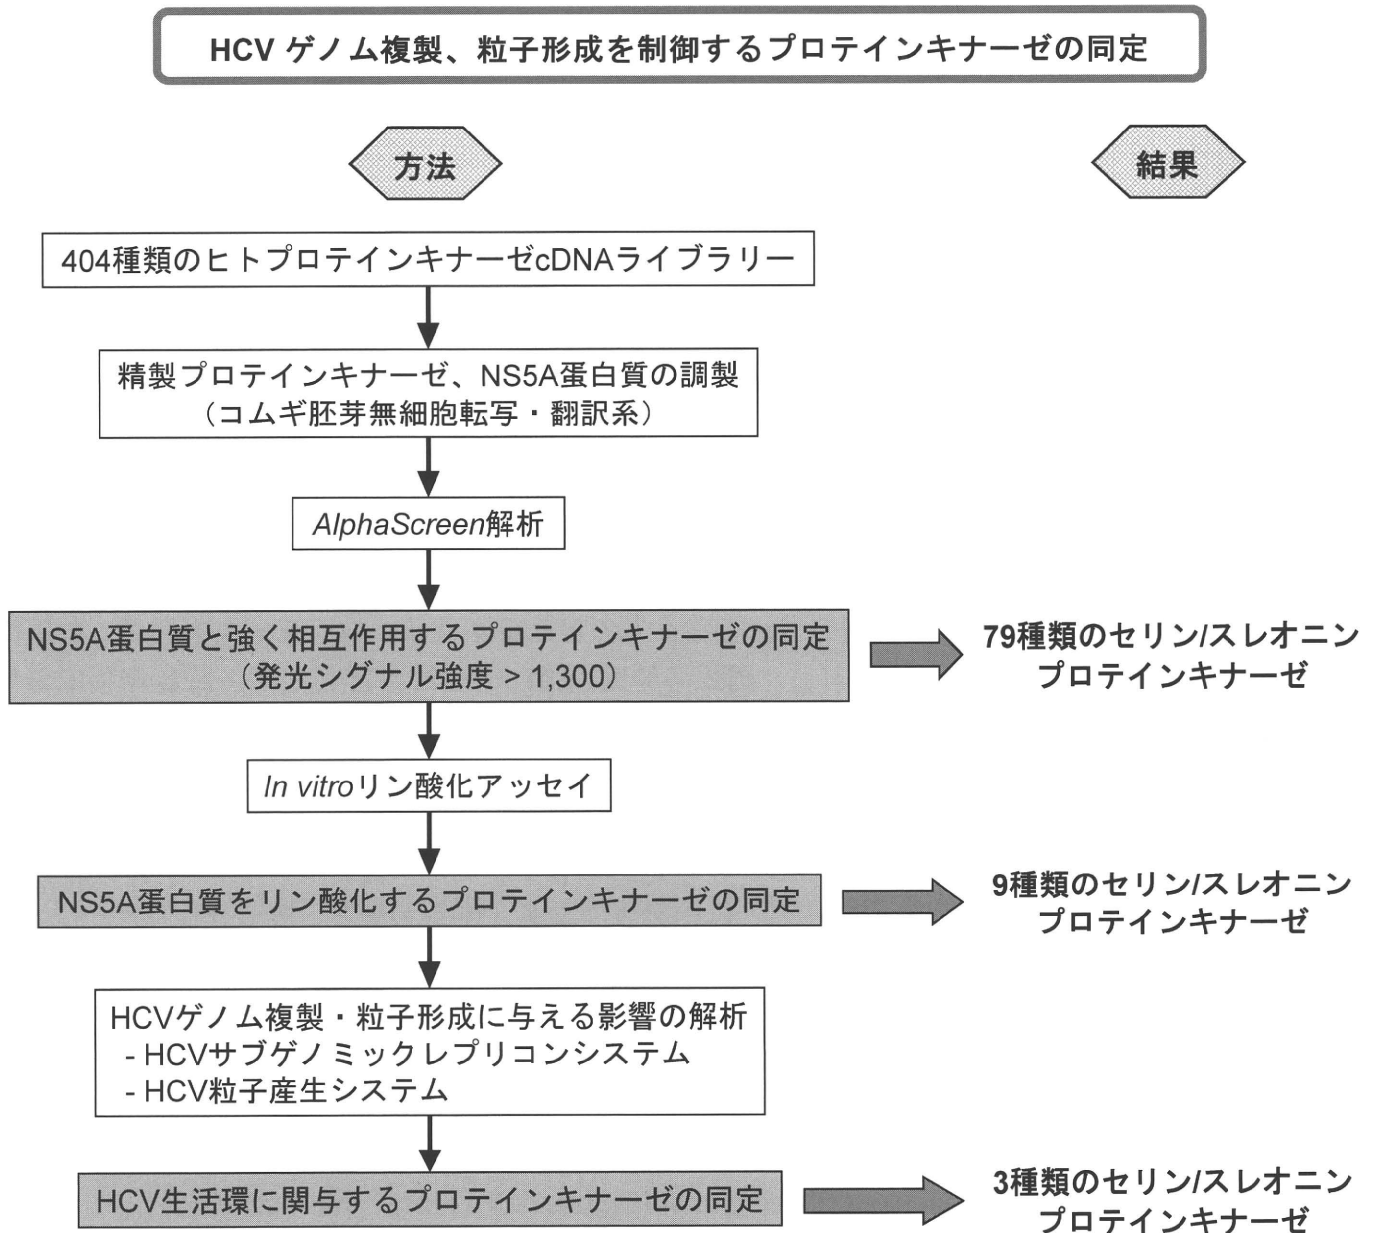 HCV ゲノム複製、粒子形成を制御するプロテインキナーゼの同定
方法
結果
404種類のヒトプロテインキナーゼcDNAライブラリー
精製プロテインキナーゼ、NS5A蛋白質の調製
（コムギ胚芽無細胞転写・翻訳系）
AlphaScreen解析
NS5A蛋白質と強く相互作用するプロテインキナーゼの同定
（発光シグナル強度 > 1,300）
79種類のセリン/スレオニン
プロテインキナーゼ
In vitroリン酸化アッセイ
NS5A蛋白質をリン酸化するプロテインキナーゼの同定
9種類のセリン/スレオニン
プロテインキナーゼ
HCVゲノム複製・粒子形成に与える影響の解析
- HCVサブゲノミックレプリコンシステム
- HCV粒子産生システム
HCV生活環に関与するプロテインキナーゼの同定
3種類のセリン/スレオニン
プロテインキナーゼ